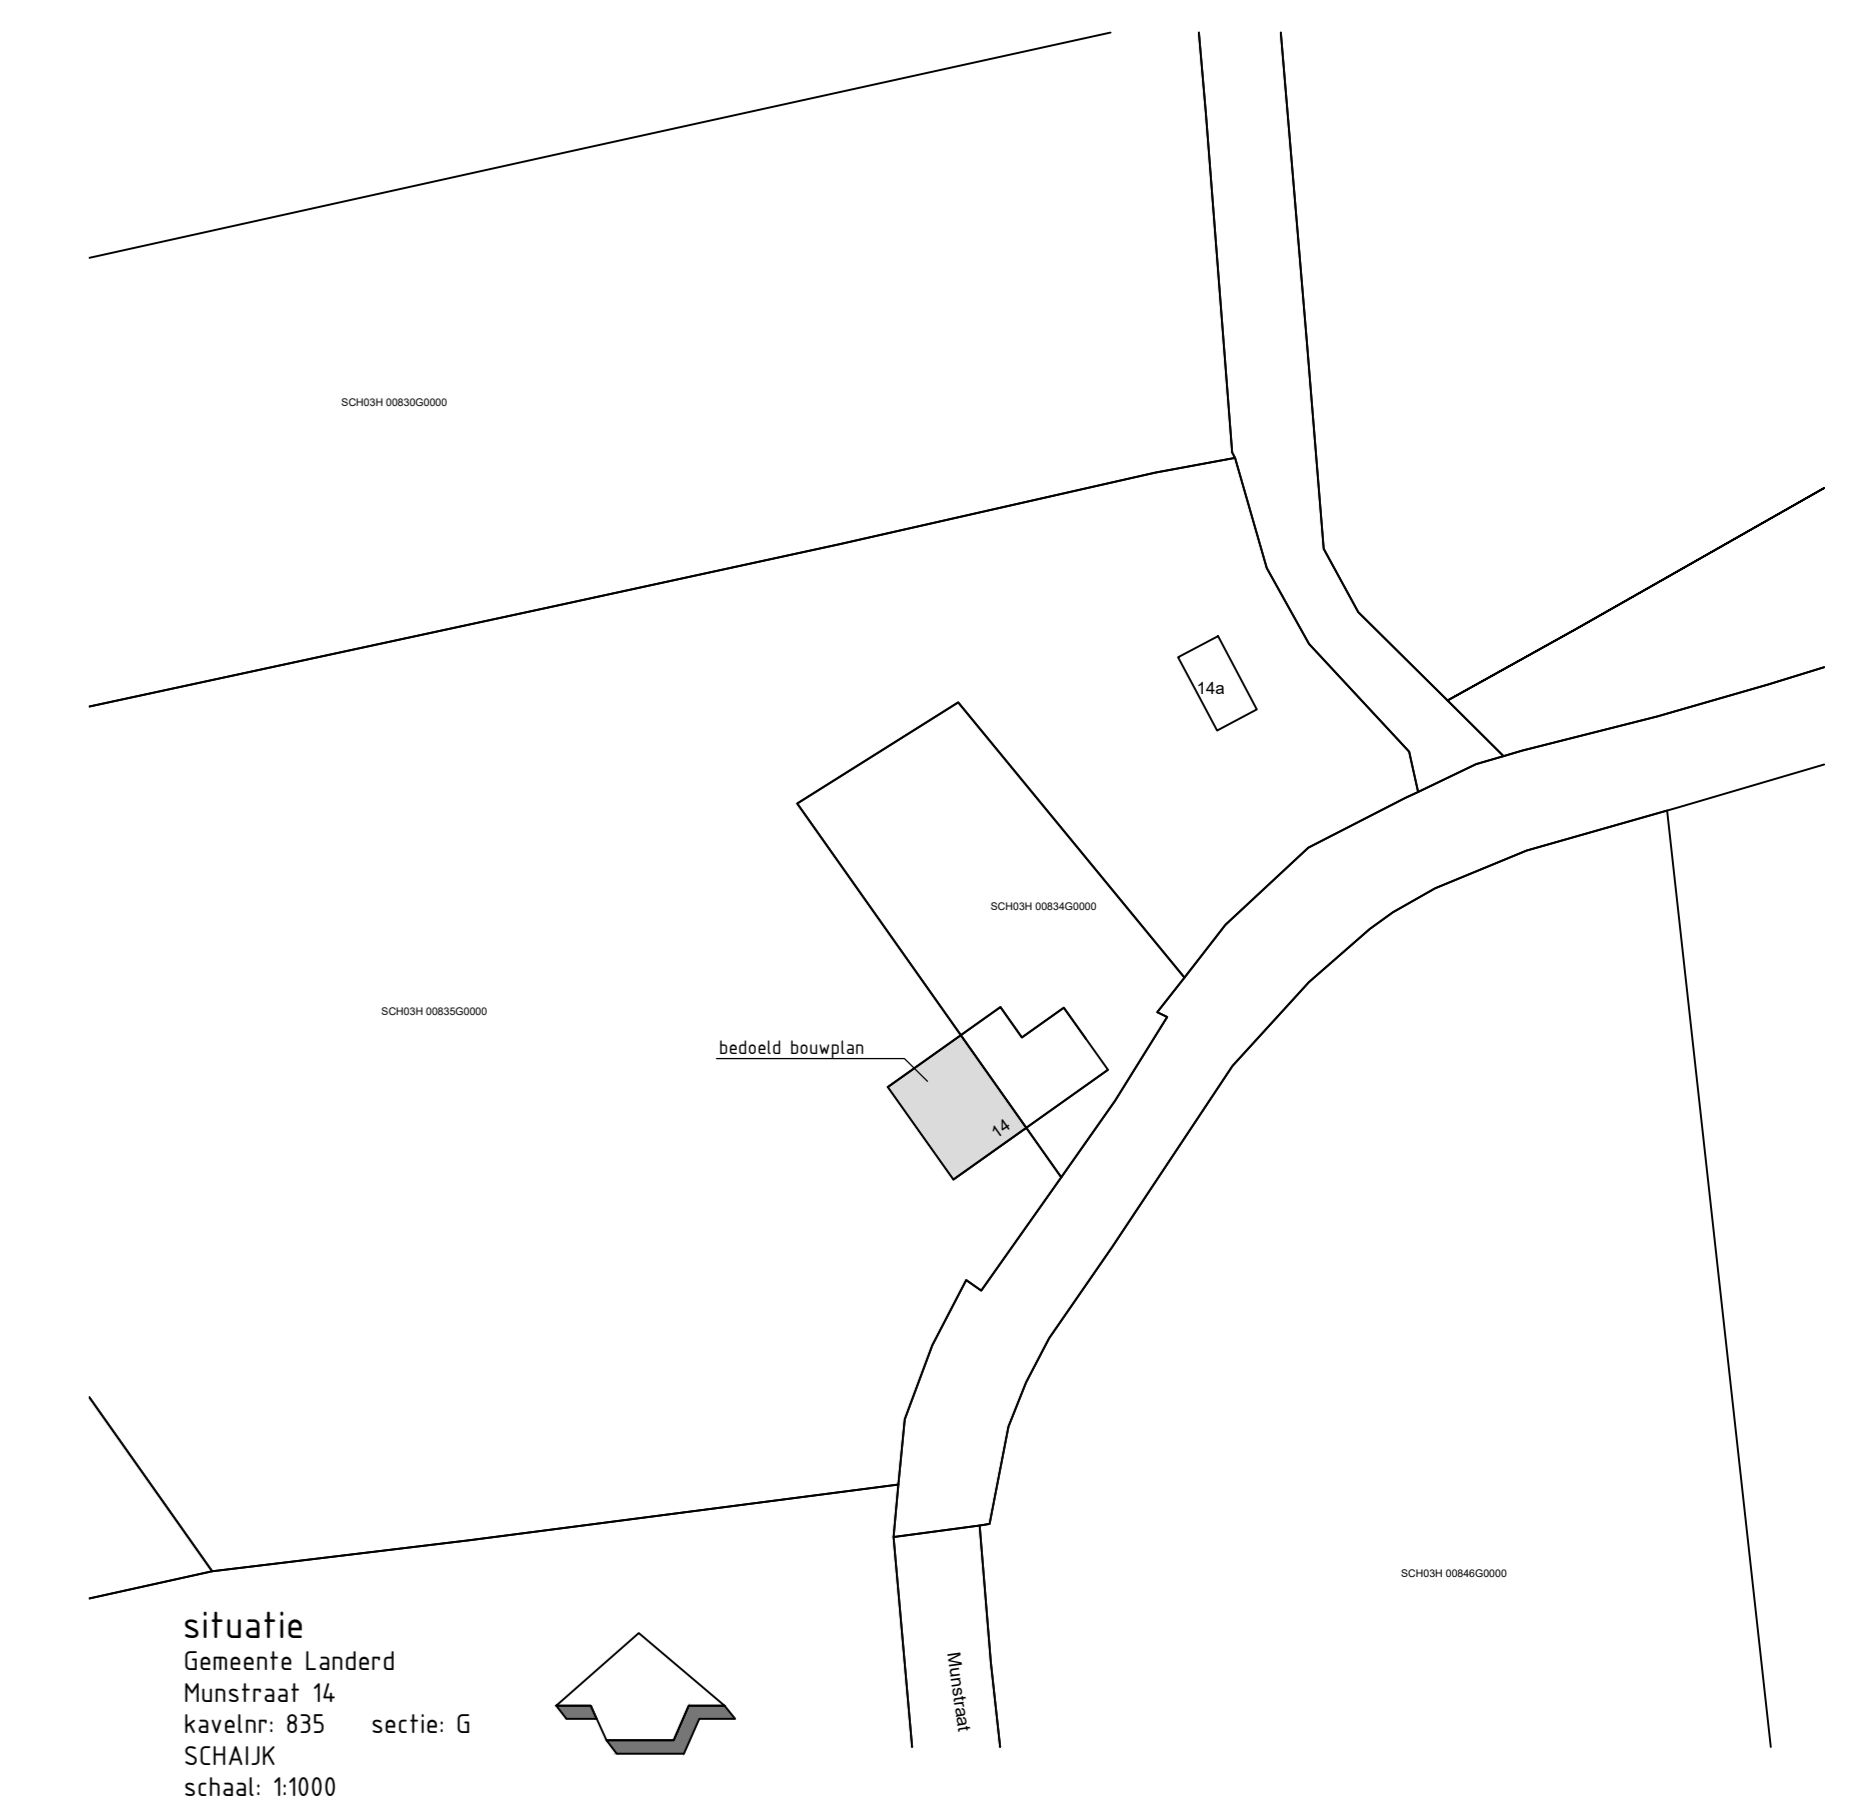 SCH03H 00830G0000
14a
SCH03H 00834G0000
SCH03H 00835G0000
bedoeld bouwplan
14
SCH03H 00846G0000
situatie
Gemeente Landerd
Munstraat 14
kavelnr: 835 sectie: G
SCHAIJK
schaal: 1:1000
Munstraat